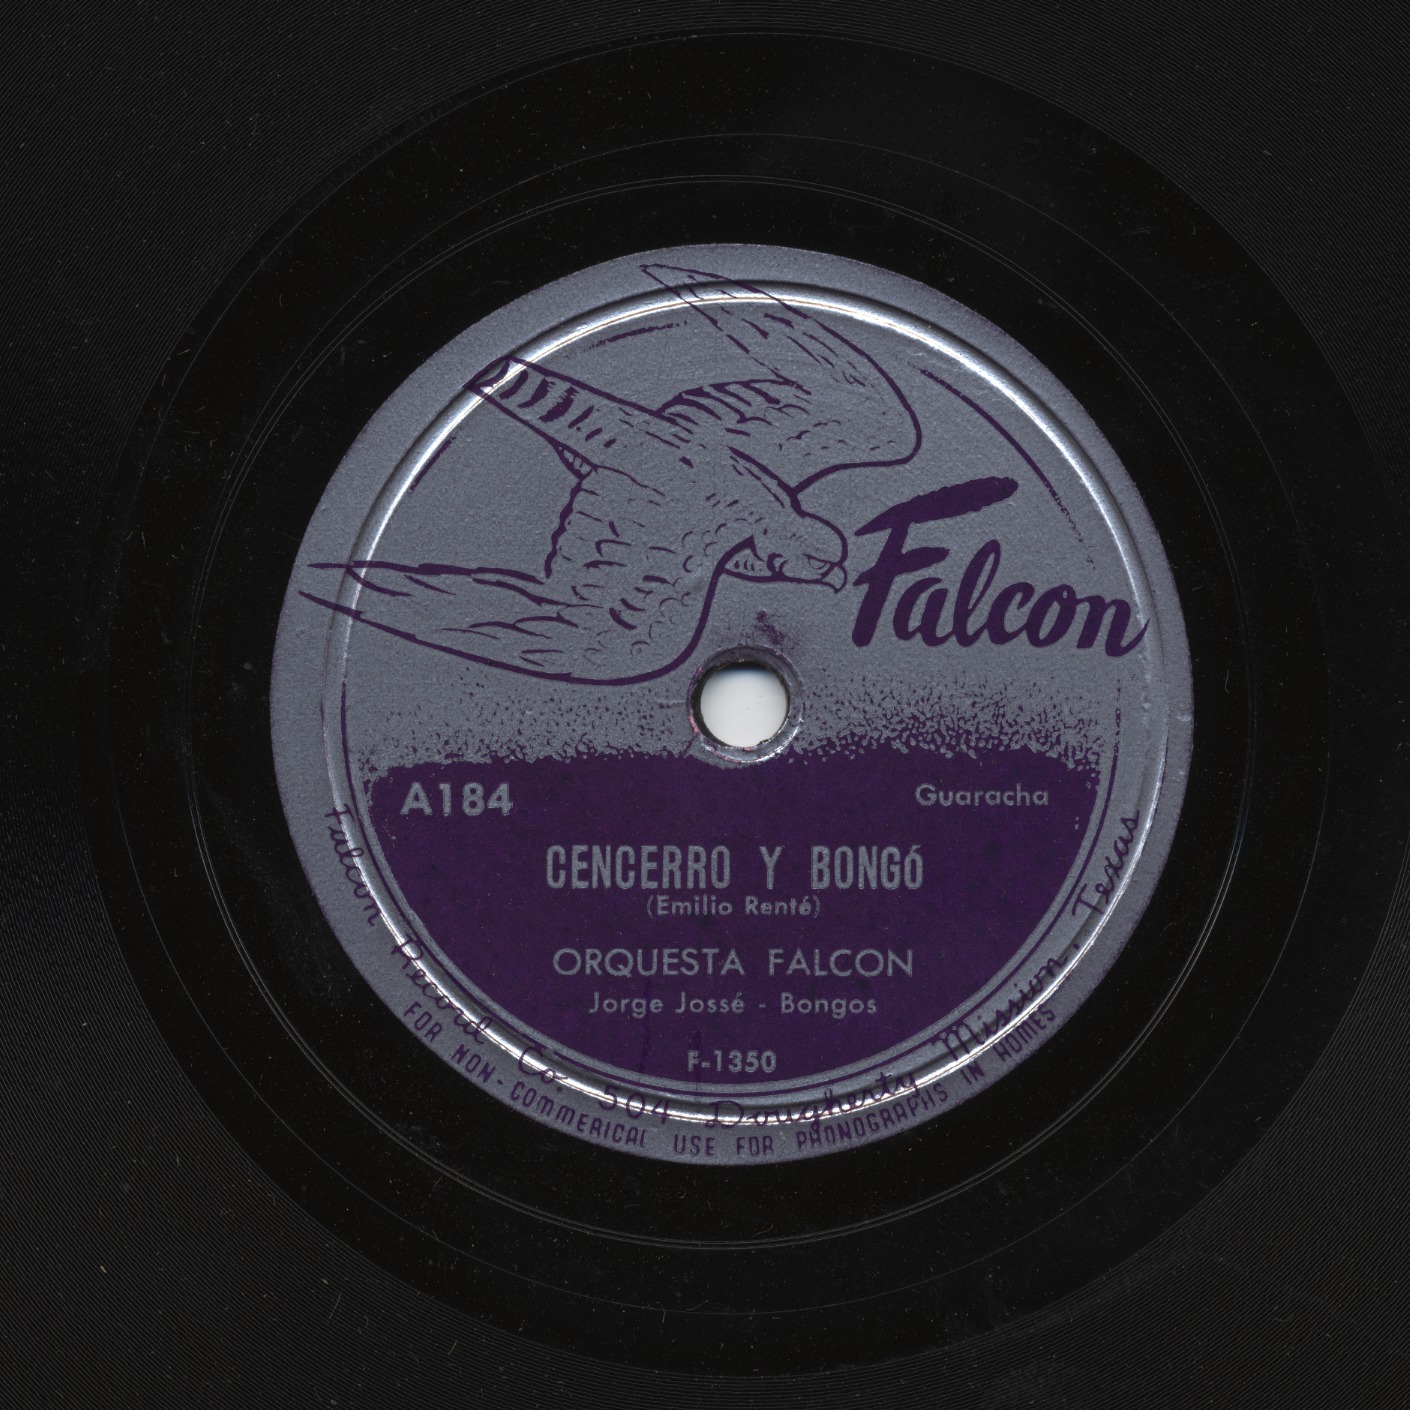 Falcon
A184
Guaracha
CENCERRO Y BONGÓ
(Emilio Renté)
ORQUESTA FALCON
Jorge Jossé - Bongos
F-1350
Falcon Record Co. 504 Dougherty Mission, Texas
FOR NON-COMMERICAL USE FOR PHONOGRAPHS IN HOMES